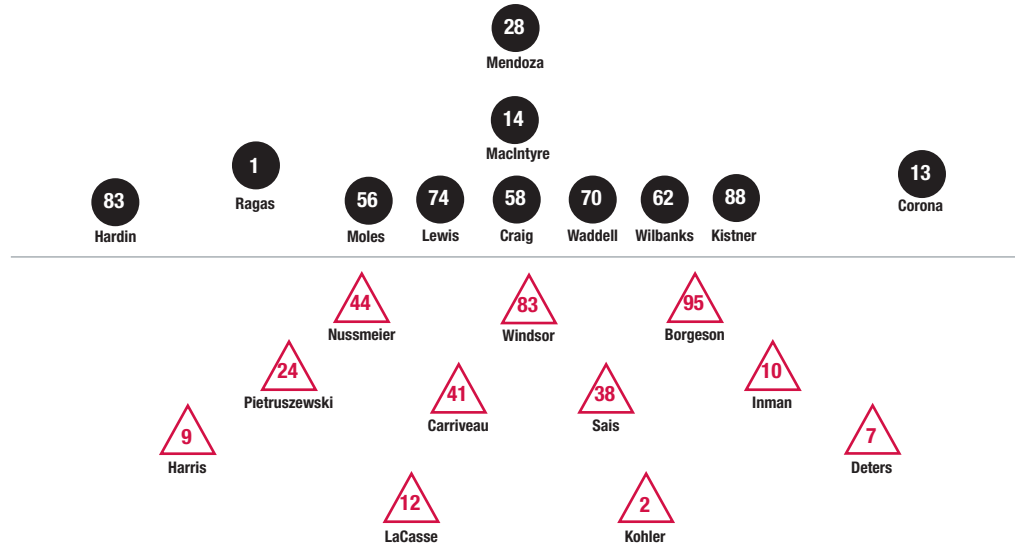 28
Mendoza
14
MacIntyre
1
Ragas
13
Corona
83
Hardin
56
Moles
74
Lewis
58
Craig
70
Waddell
62
Wilbanks
88
Kistner
44
Nussmeier
83
Windsor
95
Borgeson
24
Pietruszewski
10
Inman
41
Carriveau
38
Sais
9
Harris
7
Deters
12
LaCasse
2
Kohler